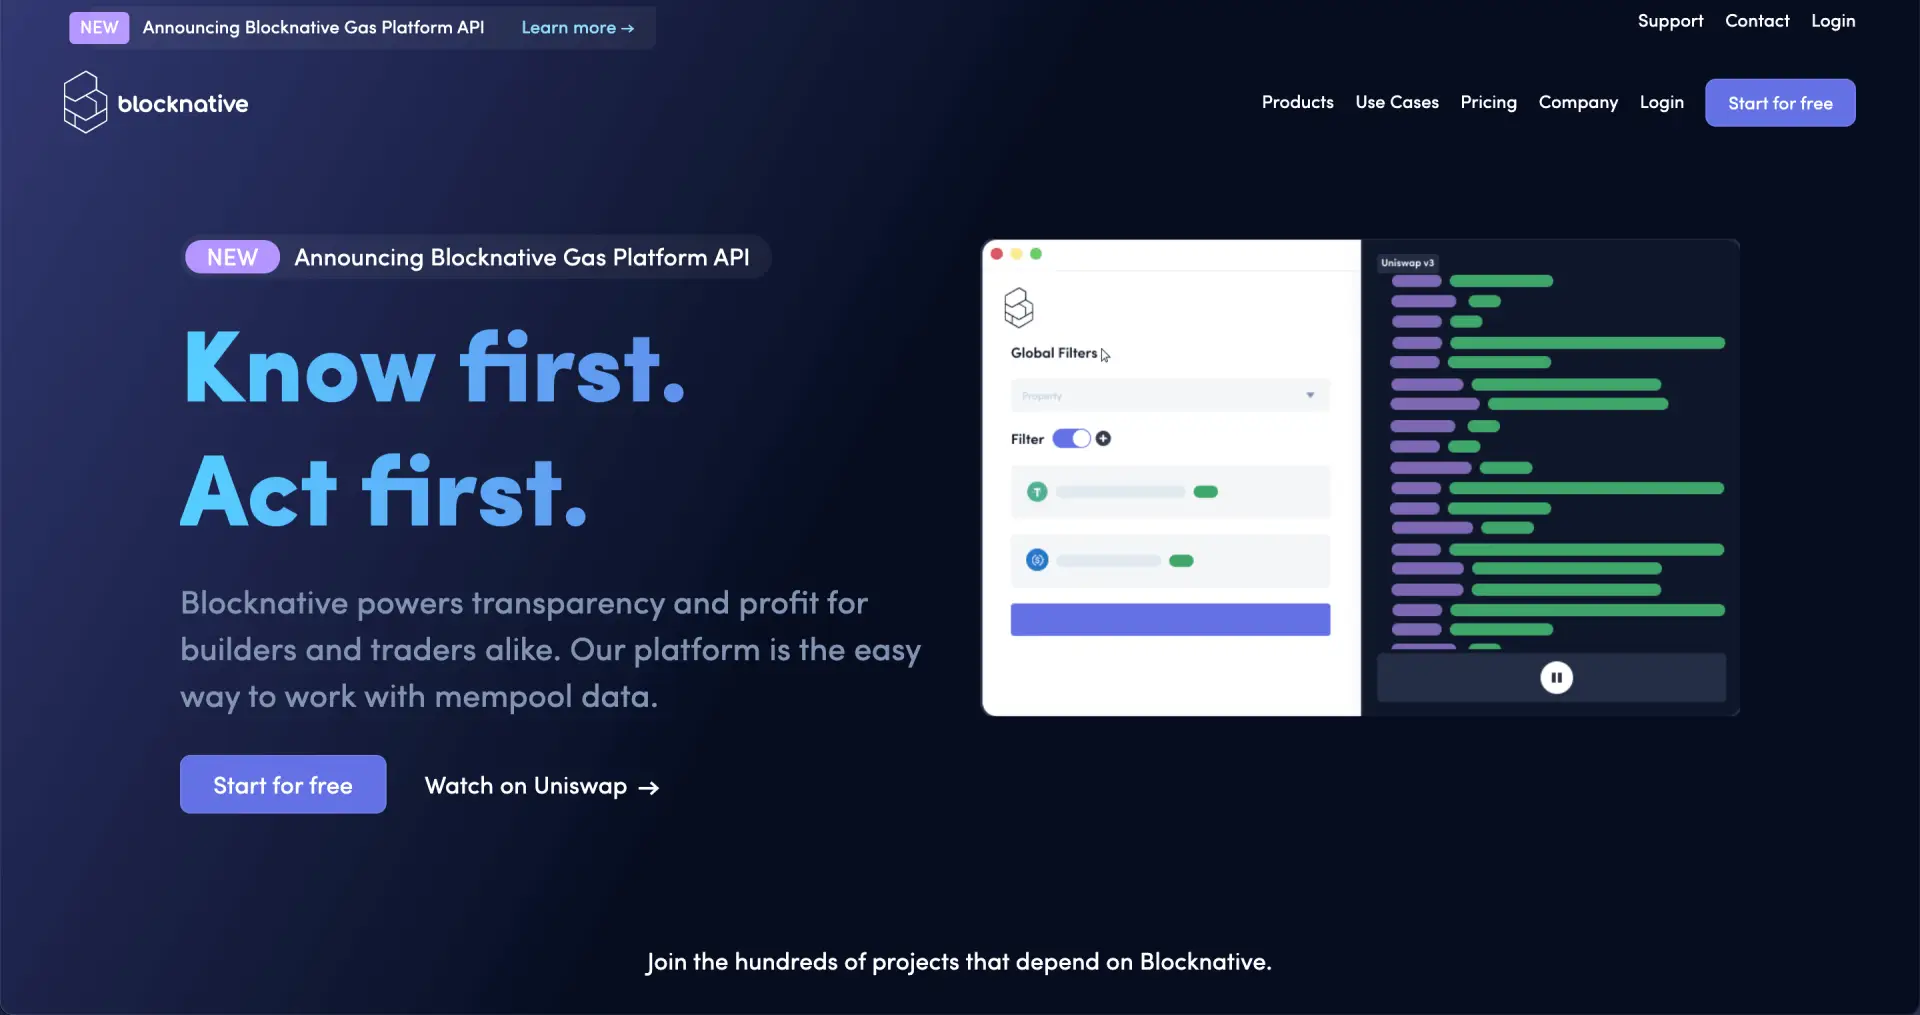 NEW Announcing Blocknative Gas Platform API Learn more →
Support Contact Login
blocknative
Products Use Cases Pricing Company Login Start for free
NEW Announcing Blocknative Gas Platform API
Know first.
Act first.
Blocknative powers transparency and profit for
builders and traders alike. Our platform is the easy
way to work with mempool data.
Start for free Watch on Uniswap →
Global Filters
Property
Filter
Uniswap v3
Join the hundreds of projects that depend on Blocknative.